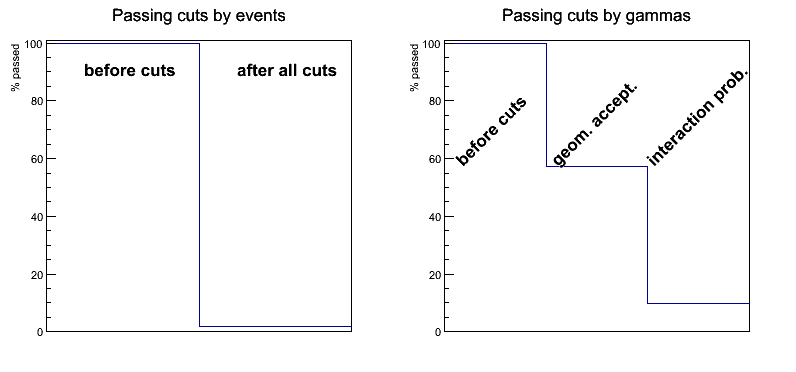 Passing cuts by events
% passed
100
80
60
40
20
0
before cuts
after all cuts
Passing cuts by gammas
% passed
100
80
60
40
20
0
before cuts
geom. accept.
interaction prob.